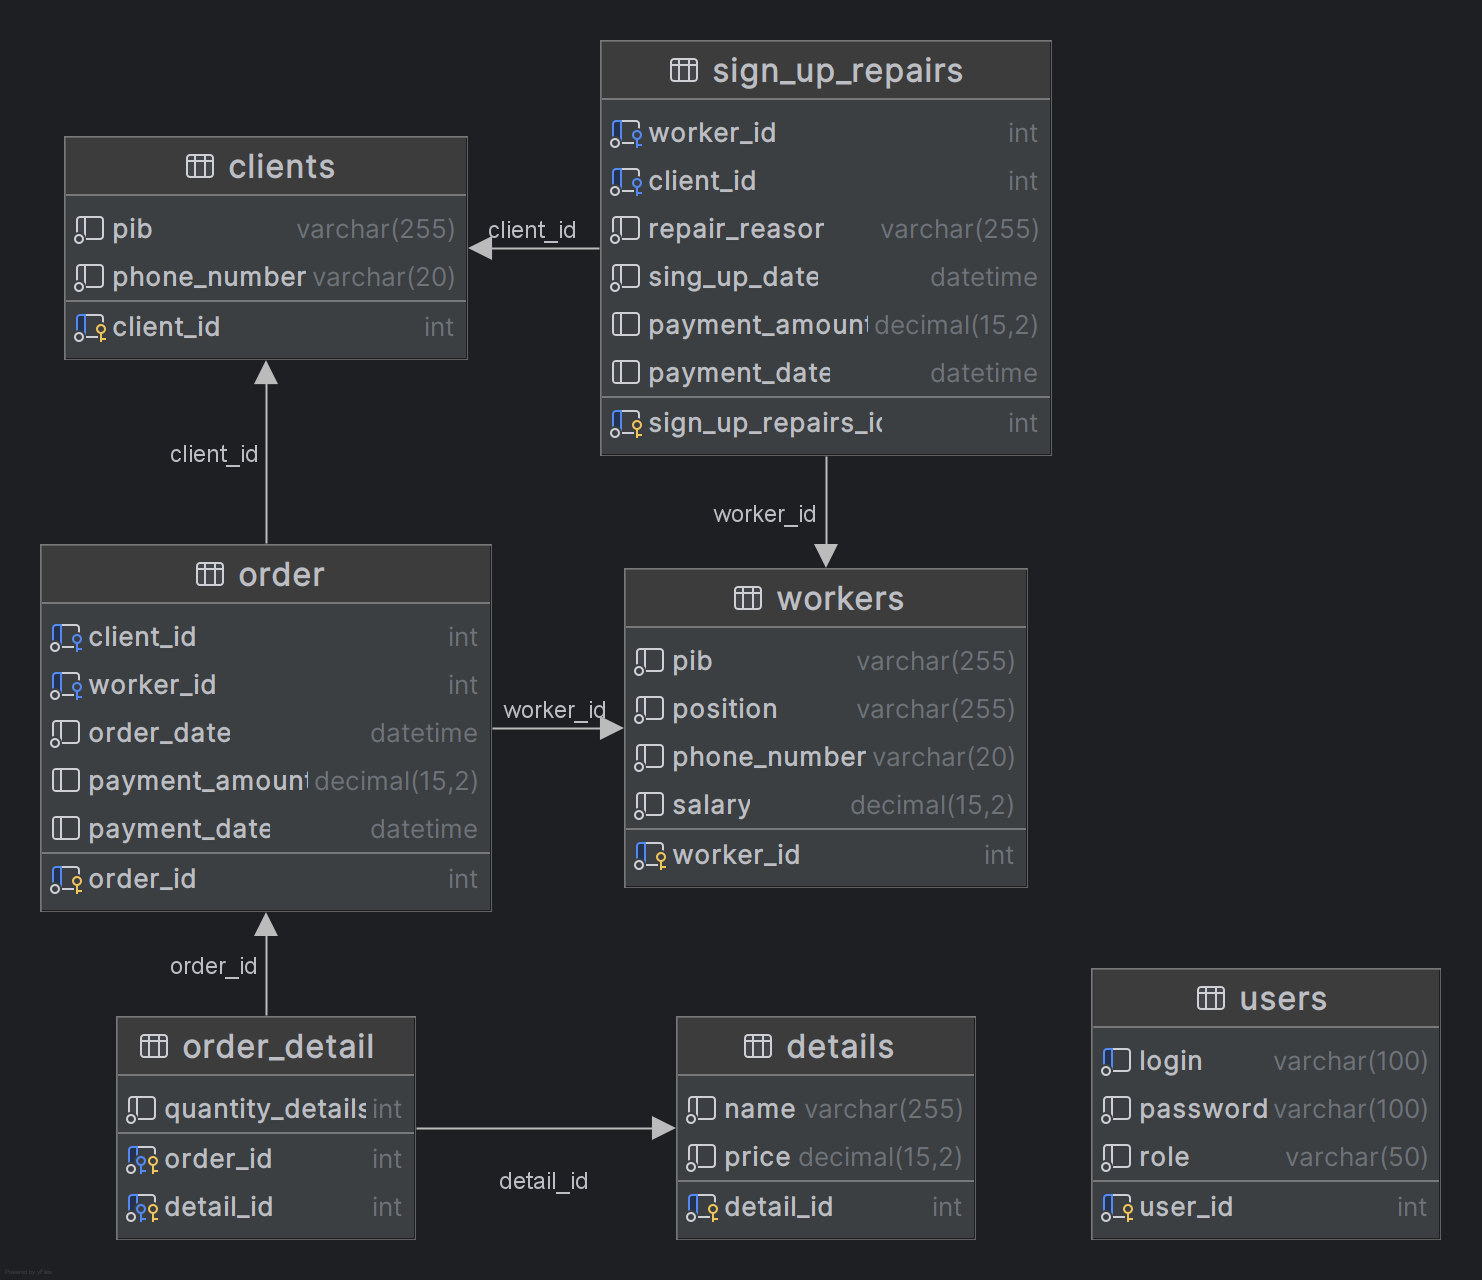 sign_up_repairs
worker_id int
client_id int
repair_reasor varchar(255)
sing_up_date datetime
payment_amount decimal(15,2)
payment_date datetime
sign_up_repairs_id int
clients
pib varchar(255)
phone_number varchar(20)
client_id int
client_id
client_id
worker_id
order
client_id int
worker_id int
order_date datetime
payment_amount decimal(15,2)
payment_date datetime
order_id int
worker_id
workers
pib varchar(255)
position varchar(255)
phone_number varchar(20)
salary decimal(15,2)
worker_id int
order_id
order_detail
quantity_details int
order_id int
detail_id int
detail_id
details
name varchar(255)
price decimal(15,2)
detail_id int
users
login varchar(100)
password varchar(100)
role varchar(50)
user_id int
Powered by yFiles